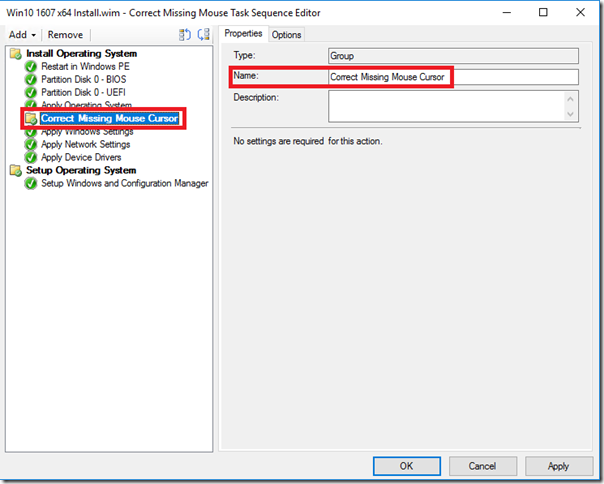 Win10 1607 x64 Install.wim - Correct Missing Mouse Task Sequence Editor
Add Remove
Install Operating System
Restart in Windows PE
Partition Disk 0 - BIOS
Partition Disk 0 - UEFI
Apply Operating System
Correct Missing Mouse Cursor
Apply Windows Settings
Apply Network Settings
Apply Device Drivers
Setup Operating System
Setup Windows and Configuration Manager
Properties Options
Type: Group
Name: Correct Missing Mouse Cursor
Description:
No settings are required for this action.
OK Cancel Apply